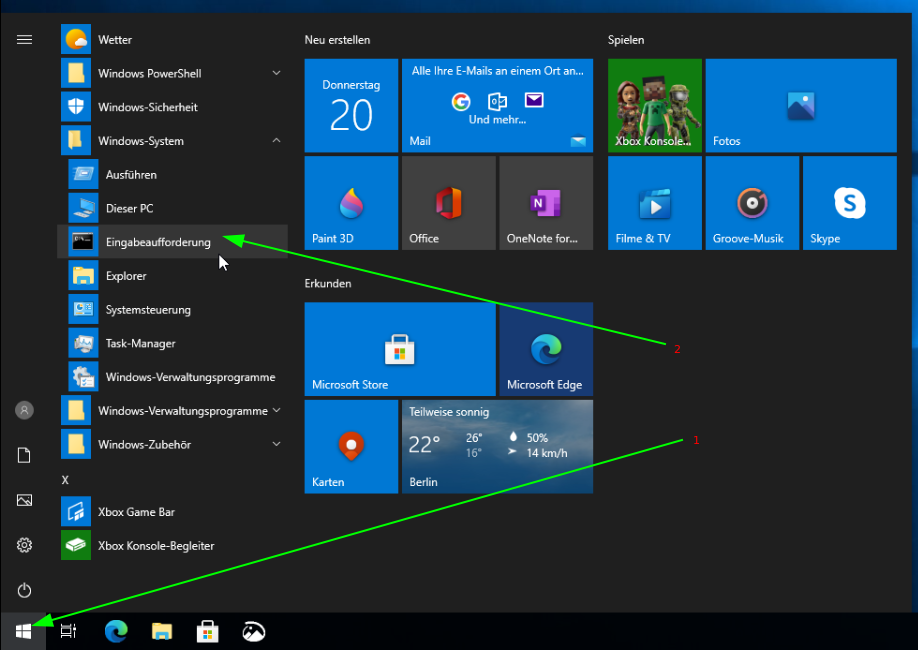 Wetter
Windows PowerShell
Windows-Sicherheit
Windows-System
Ausführen
Dieser PC
Eingabeaufforderung
Explorer
Systemsteuerung
Task-Manager
Windows-Verwaltungsprogramme
Windows-Verwaltungsprogramme
Windows-Zubehör
X
Xbox Game Bar
Xbox Konsole-Begleiter
Neu erstellen
Donnerstag
20
Alle Ihre E-Mails an einem Ort an...
Und mehr...
Mail
Paint 3D
Office
OneNote for...
Erkunden
Microsoft Store
Microsoft Edge
Karten
Teilweise sonnig
22° 26° 50%
16° 14 km/h
Berlin
Spielen
Xbox Konsole...
Fotos
Filme & TV
Groove-Musik
Skype
2
1